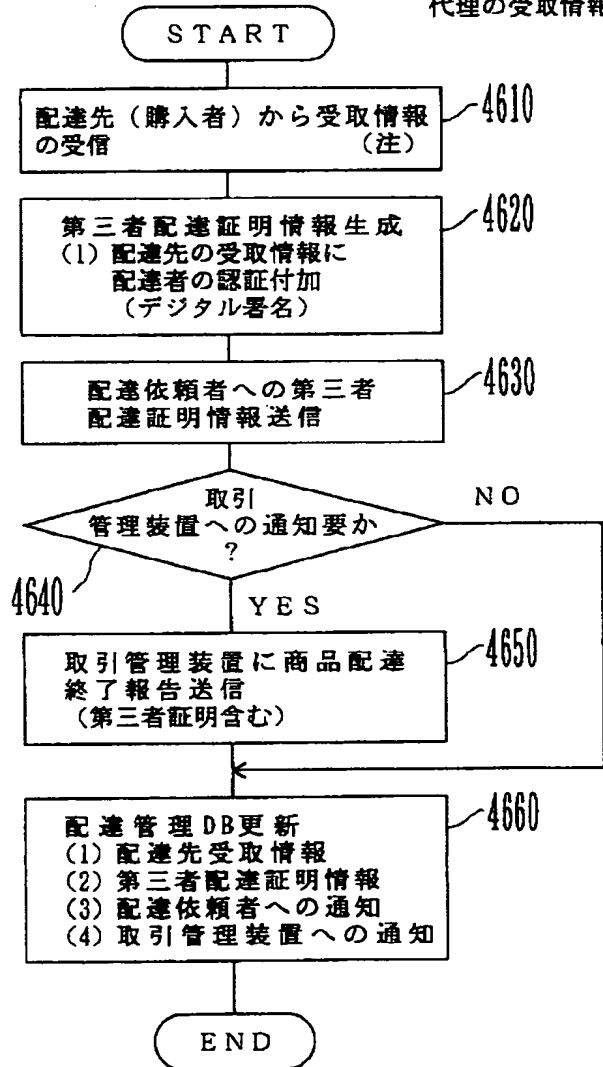 代理の受取情報
START
配達先（購入者）から受取情報
の受信　（注）
4610
第三者配達証明情報生成
(1) 配達先の受取情報に
配達者の認証付加
（デジタル署名）
4620
配達依頼者への第三者
配達証明情報送信
4630
取引
管理装置への通知要か
?
NO
4640
YES
取引管理装置に商品配達
終了報告送信
（第三者証明含む）
4650
配達管理DB更新
(1) 配達先受取情報
(2) 第三者配達証明情報
(3) 配達依頼者への通知
(4) 取引管理装置への通知
4660
END